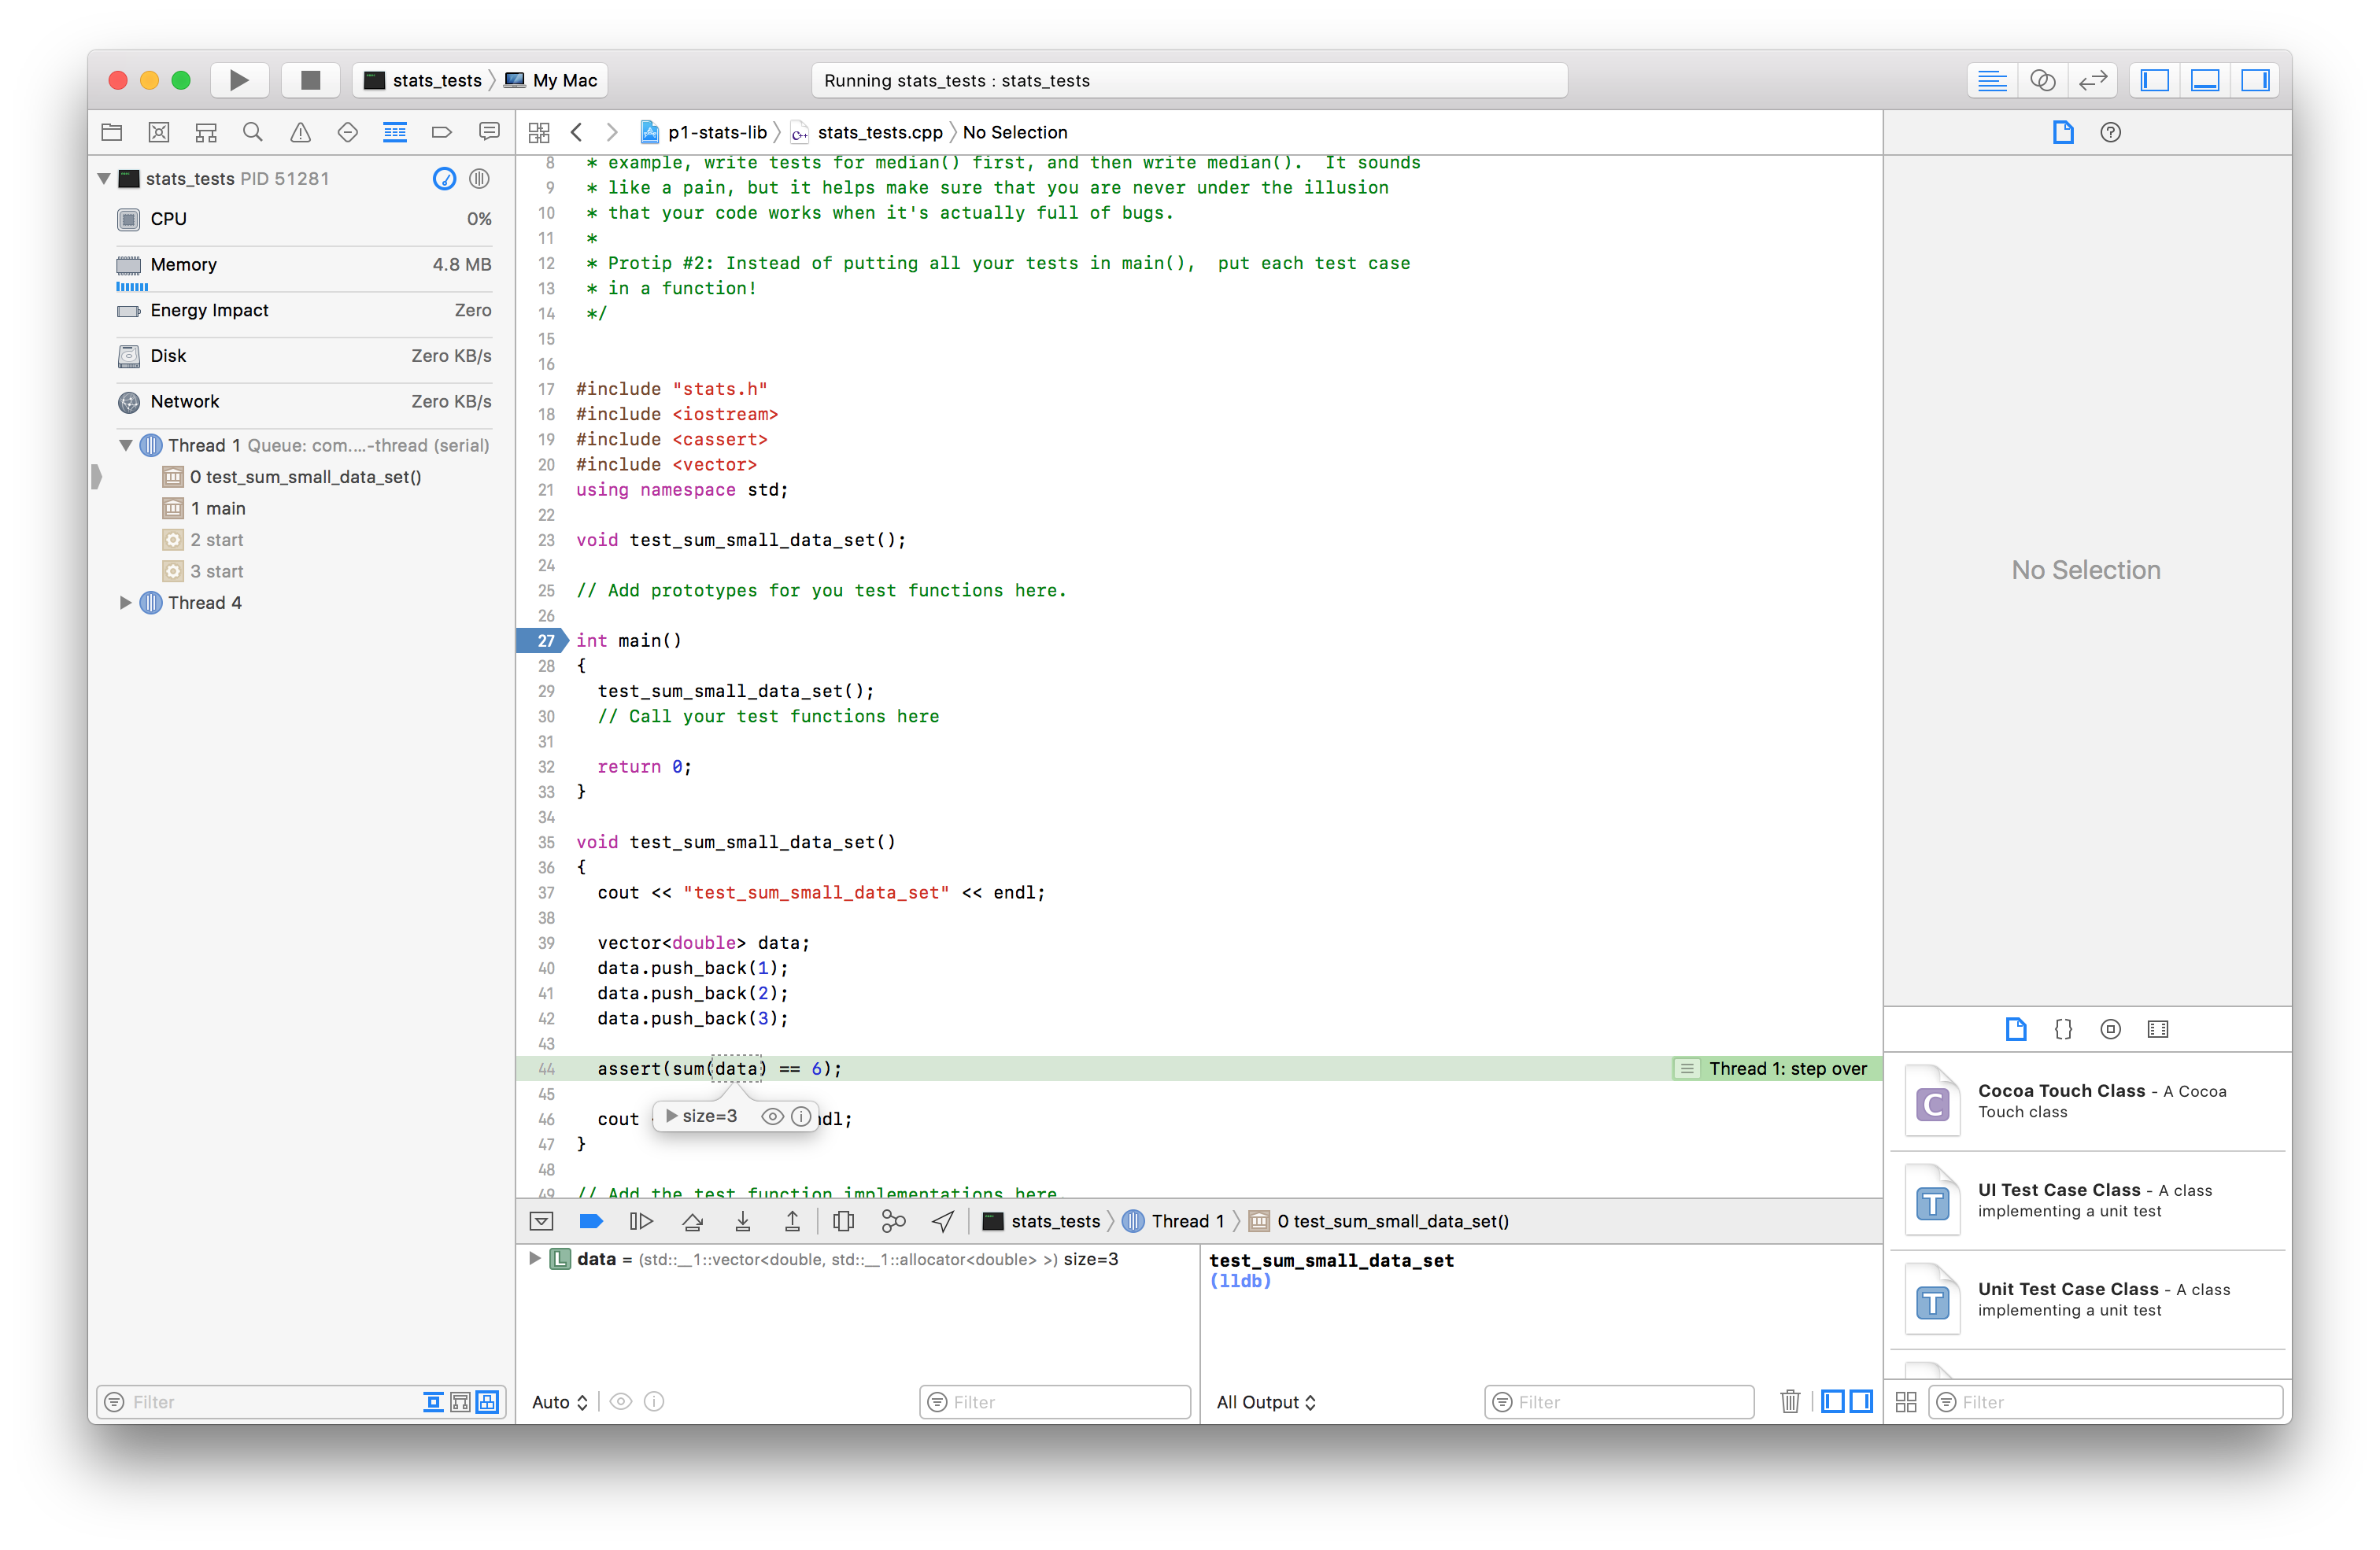 stats_tests 〉 My Mac
Running stats_tests : stats_tests
p1-stats-lib 〉 stats_tests.cpp 〉 No Selection
stats_tests PID 51281
CPU 0%
Memory 4.8 MB
Energy Impact Zero
Disk Zero KB/s
Network Zero KB/s
Thread 1 Queue: com....-thread (serial)
0 test_sum_small_data_set()
1 main
2 start
3 start
Thread 4
Filter
8 * example, write tests for median() first, and then write median().  It sounds
9 * like a pain, but it helps make sure that you are never under the illusion
10 * that your code works when it's actually full of bugs.
11 *
12 * Protip #2: Instead of putting all your tests in main(),  put each test case
13 * in a function!
14 */
15
16
17 #include "stats.h"
18 #include <iostream>
19 #include <cassert>
20 #include <vector>
21 using namespace std;
22
23 void test_sum_small_data_set();
24
25 // Add prototypes for you test functions here.
26
27 int main()
28 {
29   test_sum_small_data_set();
30   // Call your test functions here
31
32   return 0;
33 }
34
35 void test_sum_small_data_set()
36 {
37   cout << "test_sum_small_data_set" << endl;
38
39   vector<double> data;
40   data.push_back(1);
41   data.push_back(2);
42   data.push_back(3);
43
44   assert(sum(data) == 6); Thread 1: step over
45
46   cout size=3 ndl;
47 }
48
49 // Add the test function implementations here.
stats_tests 〉 Thread 1 〉 0 test_sum_small_data_set()
data = (std::__1::vector<double, std::__1::allocator<double> >) size=3
Auto
Filter
test_sum_small_data_set
(lldb)
All Output
Filter
No Selection
C Cocoa Touch Class - A Cocoa
Touch class
T UI Test Case Class - A class
implementing a unit test
T Unit Test Case Class - A class
implementing a unit test
Filter